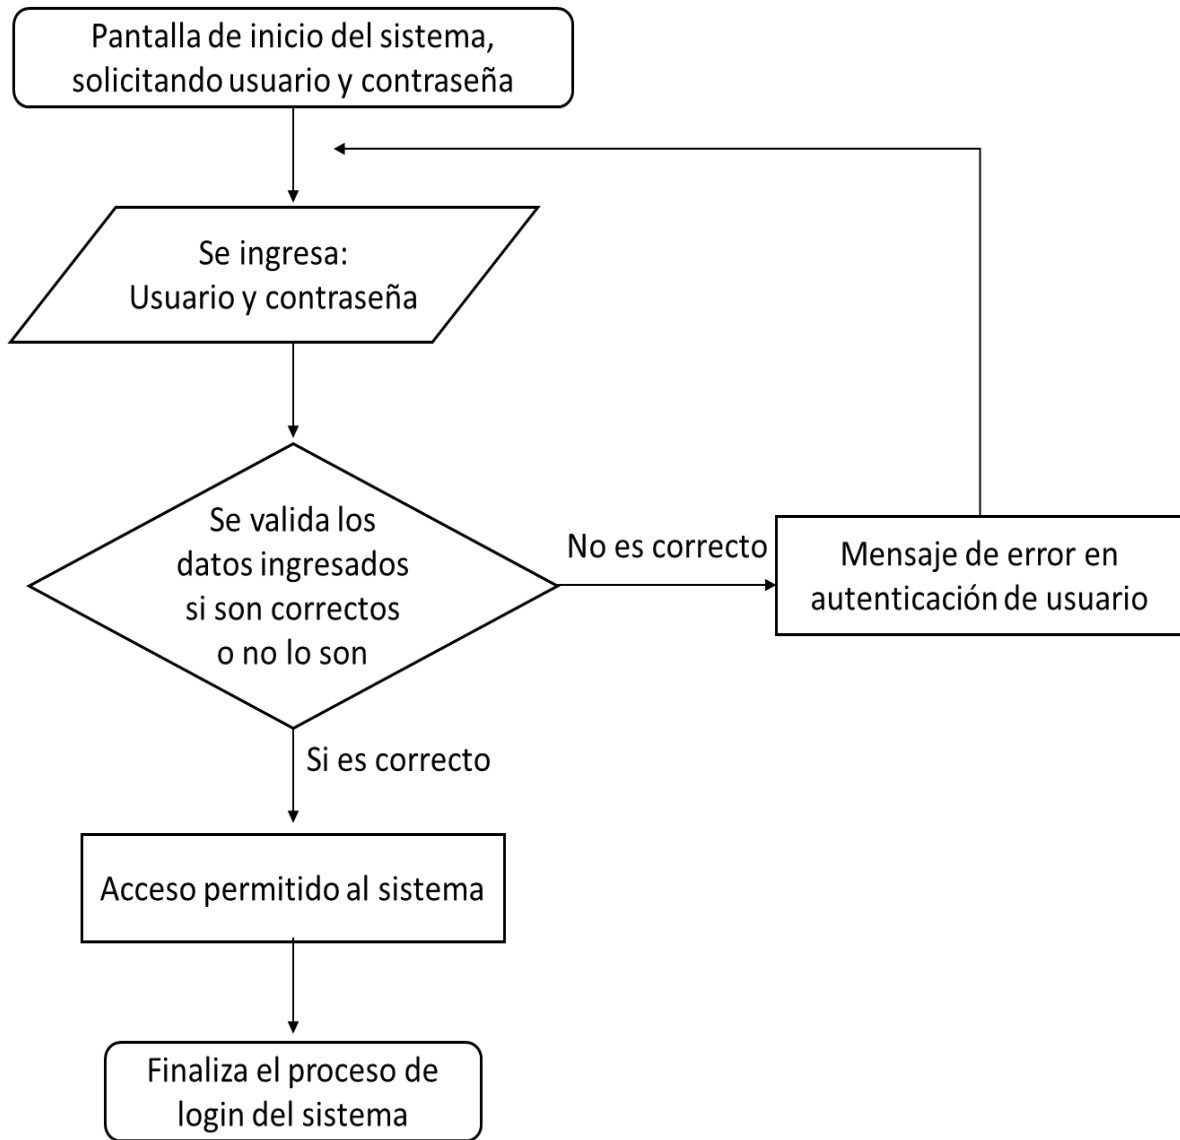 Pantalla de inicio del sistema,
solicitando usuario y contraseña
Se ingresa:
Usuario y contraseña
Se valida los
datos ingresados
si son correctos
o no lo son
No es correcto
Mensaje de error en
autenticación de usuario
Si es correcto
Acceso permitido al sistema
Finaliza el proceso de
login del sistema